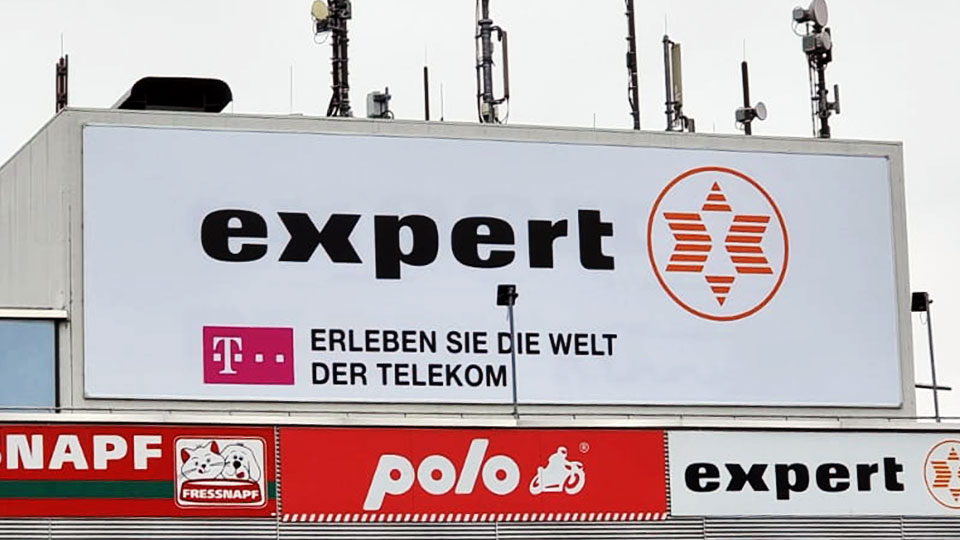 expert
T
ERLEBEN SIE DIE WELT
DER TELEKOM
SNAPF
FRESSNAPF
polo ®
expert